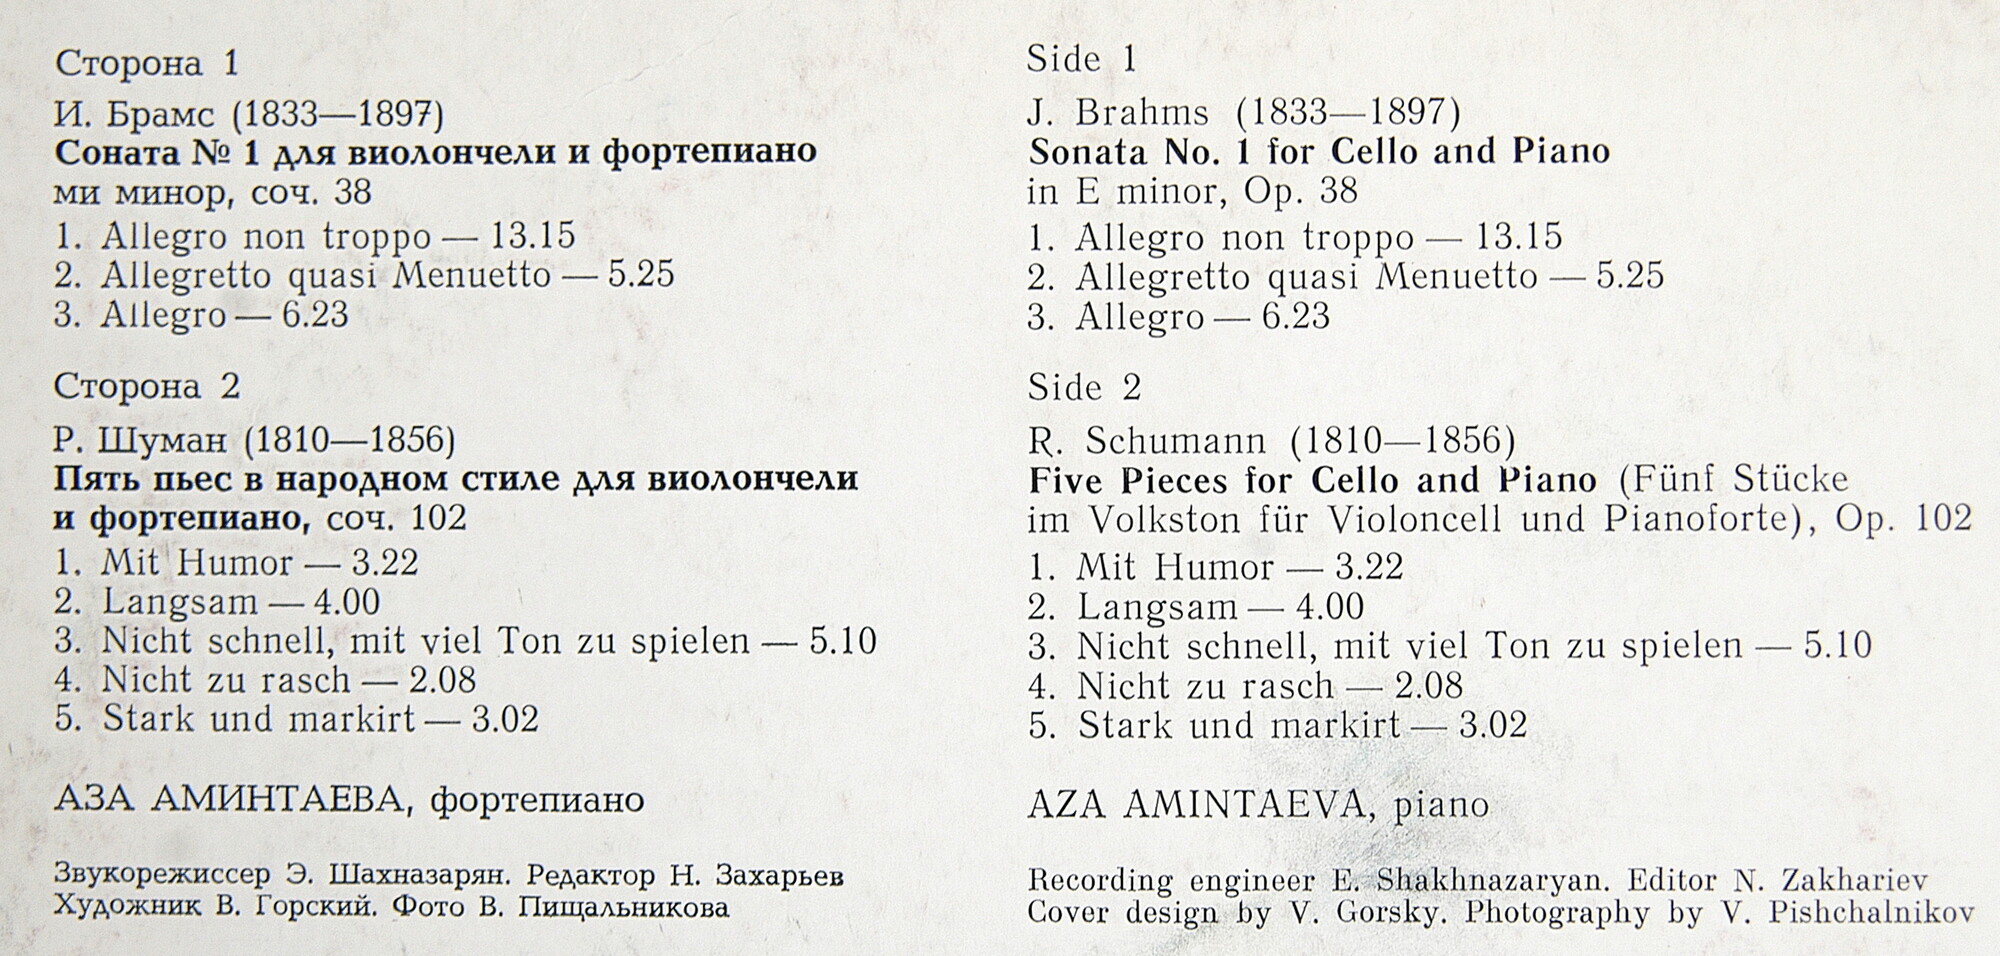 Сторона 1
И. Брамс (1833—1897)
Соната № 1 для виолончели и фортепиано
ми минор, соч. 38
1. Allegro non troppo — 13.15
2. Allegretto quasi Menuetto — 5.25
3. Allegro — 6.23
Сторона 2
Р. Шуман (1810—1856)
Пять пьес в народном стиле для виолончели
и фортепиано, соч. 102
1. Mit Humor — 3.22
2. Langsam — 4.00
3. Nicht schnell, mit viel Ton zu spielen — 5.10
4. Nicht zu rasch — 2.08
5. Stark und markirt — 3.02
АЗА АМИНТАЕВА, фортепиано
Звукорежиссер Э. Шахназарян. Редактор Н. Захарьев
Художник В. Горский. Фото В. Пищальникова
Side 1
J. Brahms (1833—1897)
Sonata No. 1 for Cello and Piano
in E minor, Op. 38
1. Allegro non troppo — 13.15
2. Allegretto quasi Menuetto — 5.25
3. Allegro — 6.23
Side 2
R. Schumann (1810—1856)
Five Pieces for Cello and Piano (Fünf Stücke
im Volkston für Violoncell und Pianoforte), Op. 102
1. Mit Humor — 3.22
2. Langsam — 4.00
3. Nicht schnell, mit viel Ton zu spielen — 5.10
4. Nicht zu rasch — 2.08
5. Stark und markirt — 3.02
AZA AMINTAEVA, piano
Recording engineer E. Shakhnazaryan. Editor N. Zakhariev
Cover design by V. Gorsky. Photography by V. Pishchalnikov